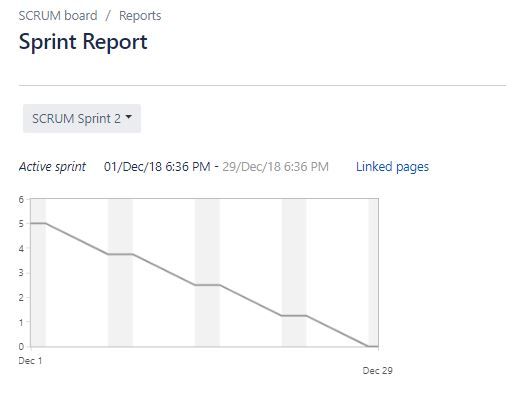 SCRUM board / Reports
Sprint Report
SCRUM Sprint 2
Active sprint 01/Dec/18 6:36 PM - 29/Dec/18 6:36 PM Linked pages
6
5
4
3
2
1
0
Dec 1
Dec 29